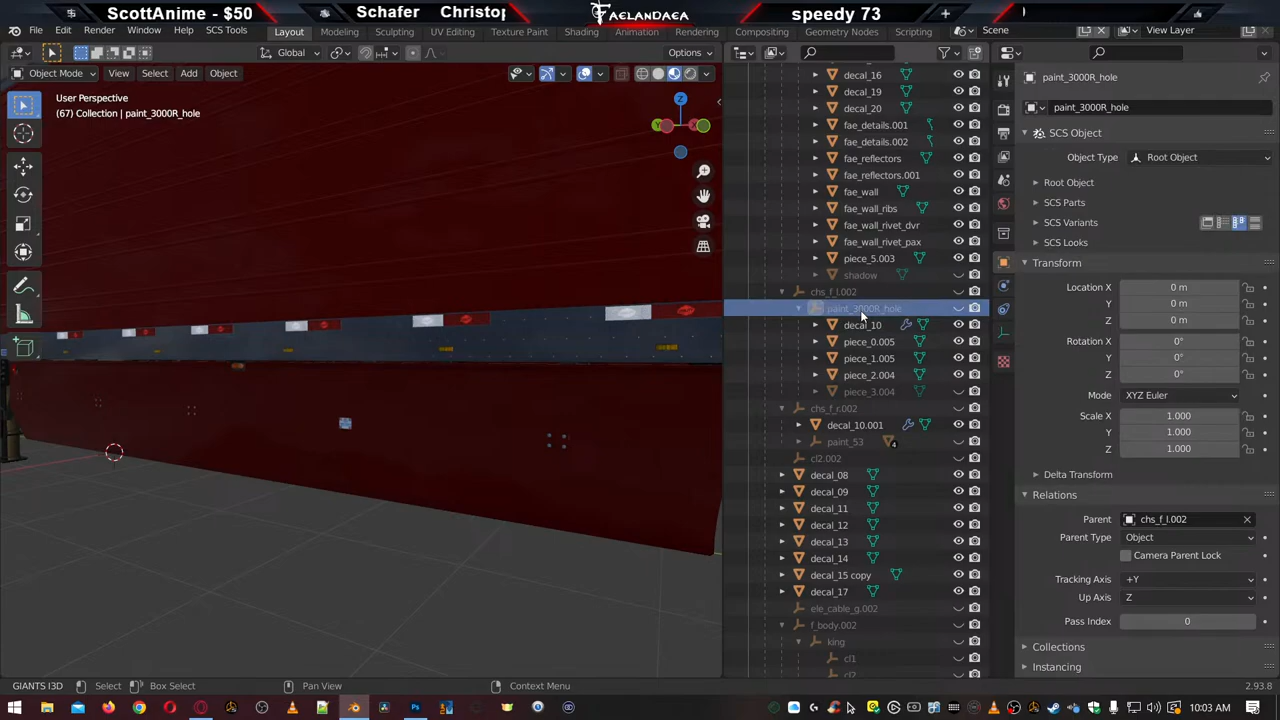 ScottAnime - $50
Schafer Christop
FAELANDAEA
speedy 73
File Edit Render Window Help SCS Tools
Layout Modeling Sculpting UV Editing Texture Paint Shading Animation Rendering Compositing Geometry Nodes Scripting
Scene
View Layer
Global
Options
Object Mode View Select Add Object
User Perspective
(67) Collection | paint_3000R_hole
Z
Y
X
decal_16
decal_19
decal_20
fae_details.001
fae_details.002
fae_reflectors
fae_reflectors.001
fae_wall
fae_wall_ribs
fae_wall_rivet_dvr
fae_wall_rivet_pax
piece_5.003
shadow
chs_f_l.002
paint_3000R_hole
decal_10
piece_0.005
piece_1.005
piece_2.004
piece_3.004
chs_f_r.002
decal_10.001
paint_53
4
cl2.002
decal_08
decal_09
decal_11
decal_12
decal_13
decal_14
decal_15 copy
decal_17
ele_cable_g.002
f_body.002
king
cl1
cl2
paint_3000R_hole
paint_3000R_hole
SCS Object
Object Type Root Object
Root Object
SCS Parts
SCS Variants
SCS Looks
Transform
Location X 0 m
Y 0 m
Z 0 m
Rotation X 0°
Y 0°
Z 0°
Mode XYZ Euler
Scale X 1.000
Y 1.000
Z 1.000
Delta Transform
Relations
Parent chs_f_l.002
Parent Type Object
Camera Parent Lock
Tracking Axis +Y
Up Axis Z
Pass Index 0
Collections
Instancing
GIANTS I3D Select Box Select Pan View Context Menu 2.93.8
10:03 AM